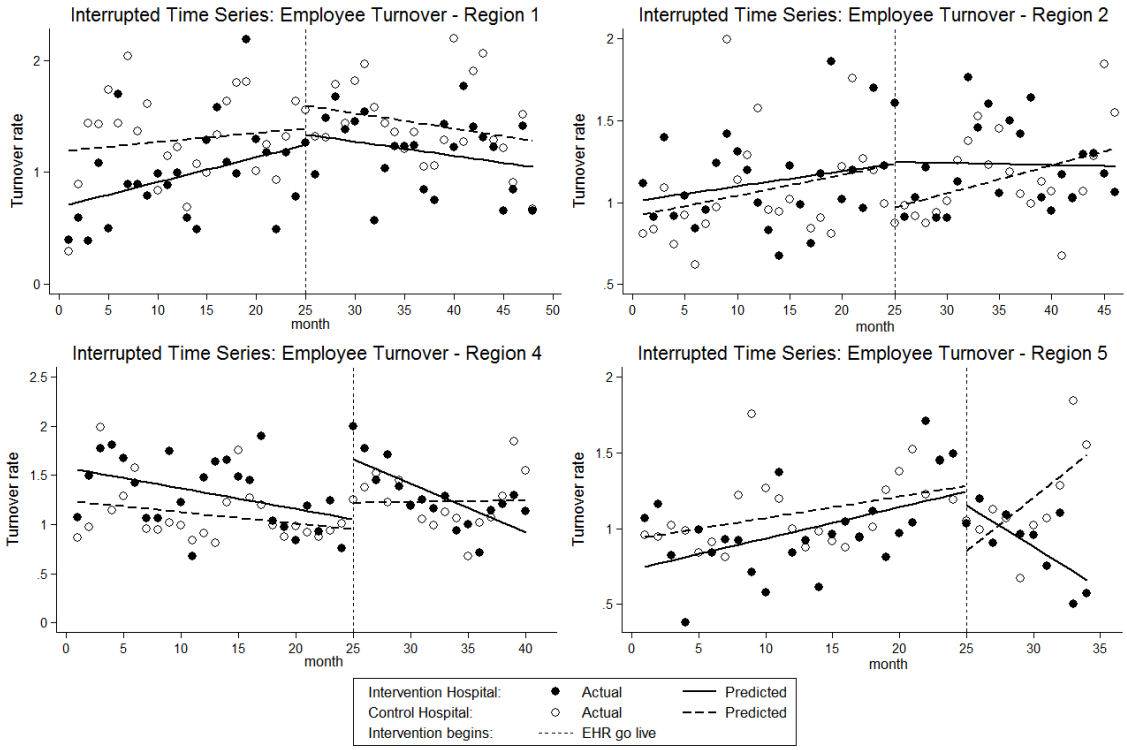 Interrupted Time Series: Employee Turnover - Region 1
Turnover rate
2
1
0
0 5 10 15 20 25 30 35 40 45 50
month
Interrupted Time Series: Employee Turnover - Region 2
Turnover rate
2
1.5
1
.5
0 5 10 15 20 25 30 35 40 45
month
Interrupted Time Series: Employee Turnover - Region 4
Turnover rate
2.5
2
1.5
1
.5
0
0 5 10 15 20 25 30 35 40
month
Interrupted Time Series: Employee Turnover - Region 5
Turnover rate
2
1.5
1
.5
0 5 10 15 20 25 30 35
month
Intervention Hospital: Actual Predicted
Control Hospital: Actual Predicted
Intervention begins: EHR go live